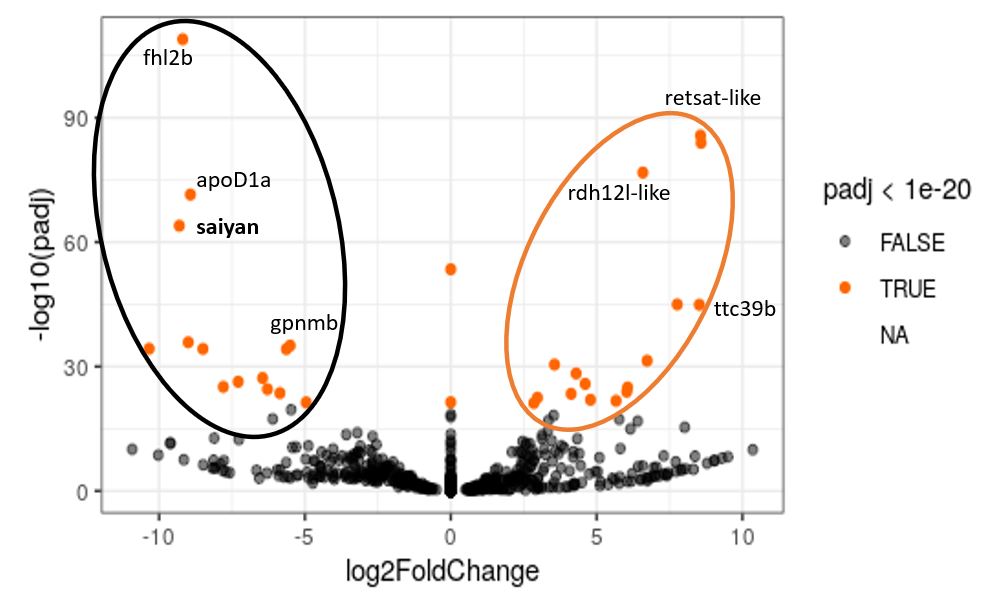 fhl2b
retsat-like
90
padj < 1e-20
apoD1a
rdh12l-like
saiyan
FALSE
60
-log10(padj)
TRUE
gpnmb
ttc39b
NA
30
0
-10
-5
0
5
10
log2FoldChange